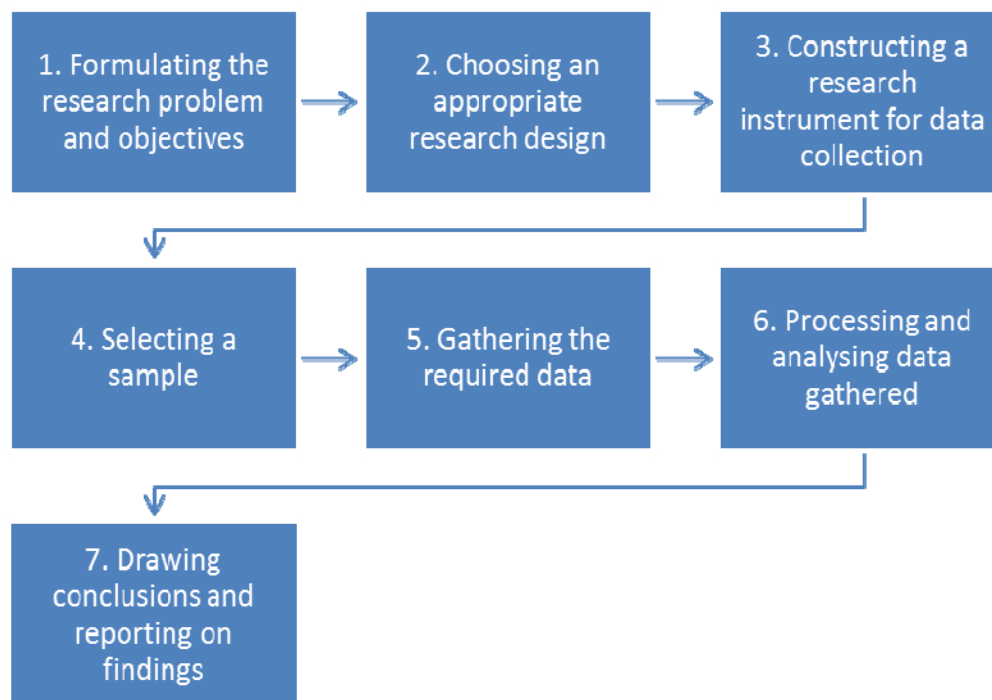 1. Formulating the
research problem
and objectives
2. Choosing an
appropriate
research design
3. Constructing a
research
instrument for data
collection
4. Selecting a
sample
5. Gathering the
required data
6. Processing and
analysing data
gathered
7. Drawing
conclusions and
reporting on
findings